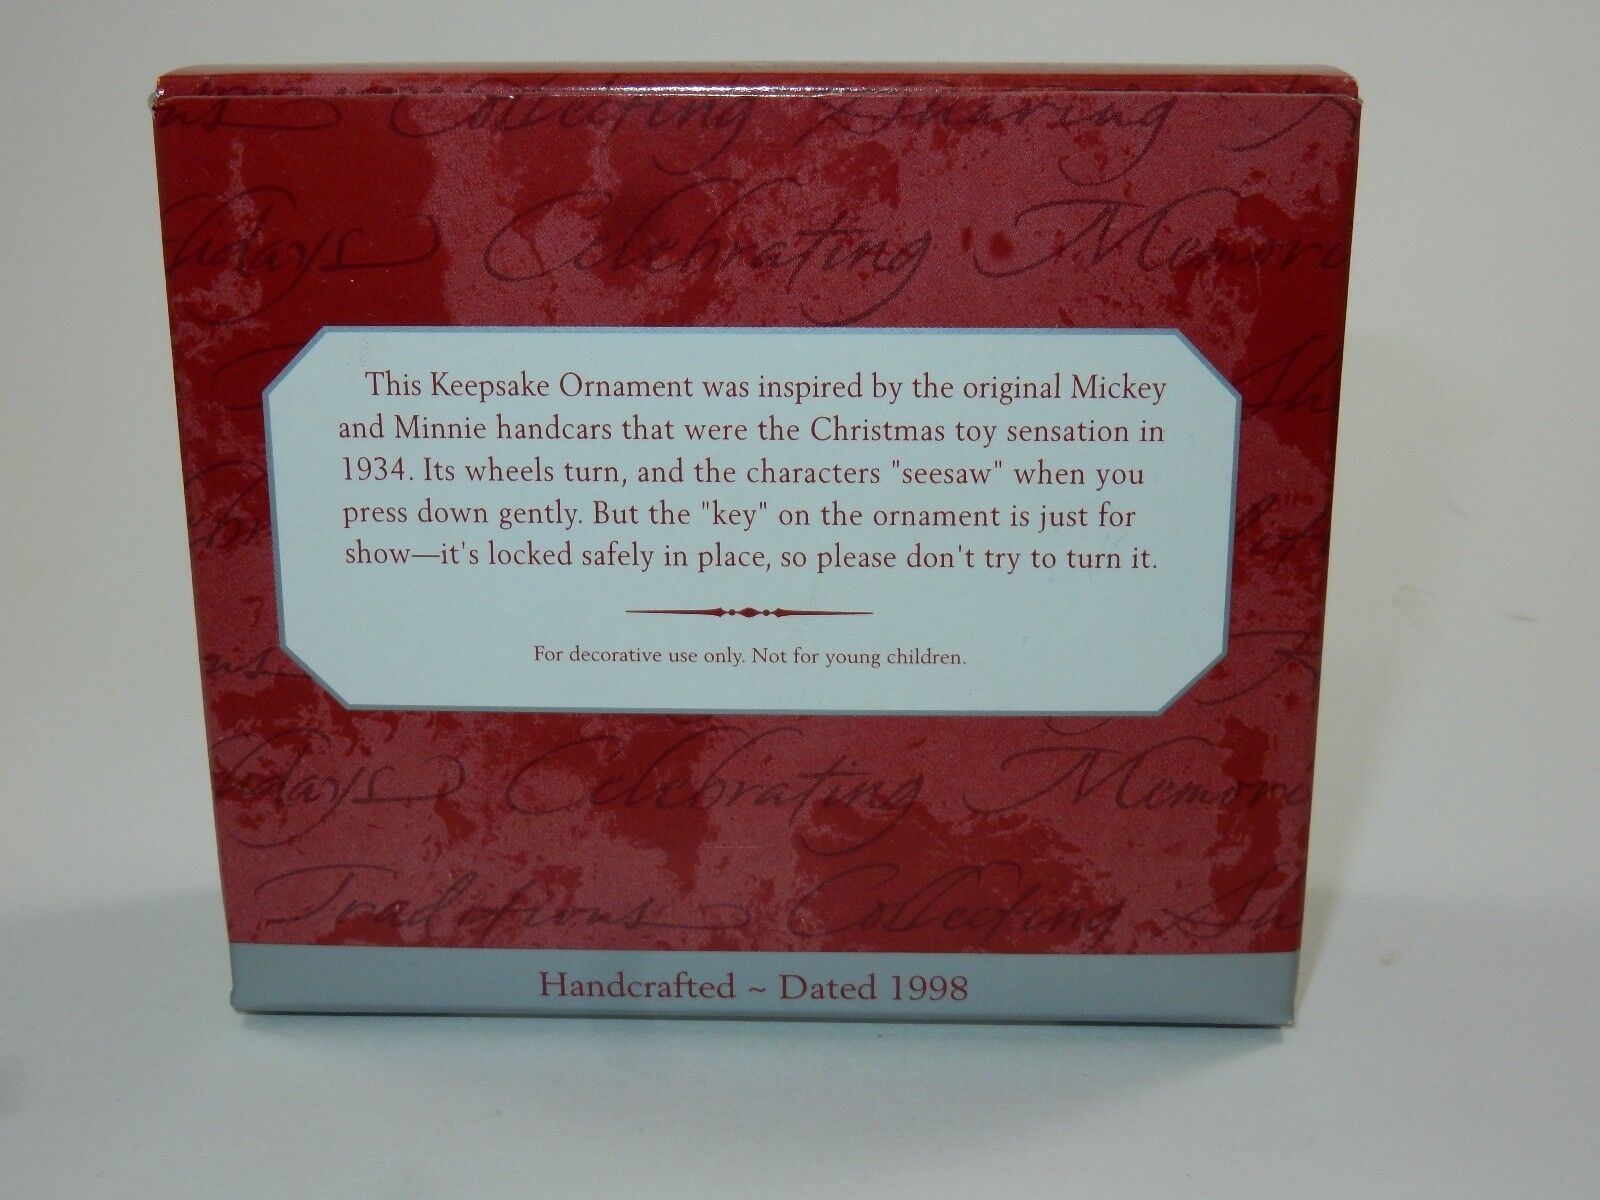 Collecting Sharing
Celebrating
This Keepsake Ornament was inspired by the original Mickey
and Minnie handcars that were the Christmas toy sensation in
1934. Its wheels turn, and the characters "seesaw" when you
press down gently. But the "key" on the ornament is just for
show—it's locked safely in place, so please don't try to turn it.
For decorative use only. Not for young children.
Celebrating
Traditions Collecting
Handcrafted ~ Dated 1998